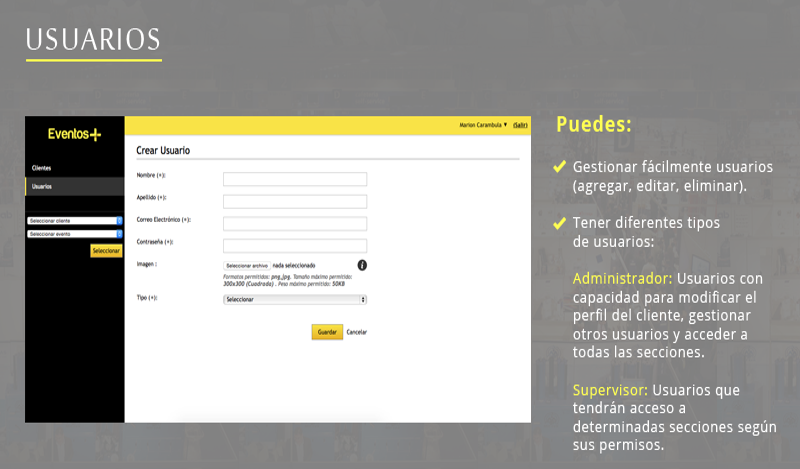 USUARIOS
Eventos+
Clientes
Usuarios
Seleccionar cliente
Seleccionar evento
Seleccionar
Marion Carambula ▼ (Salir)
Crear Usuario
Nombre (*):
Apellido (*):
Correo Electrónico (*):
Contraseña (*):
Imagen :
Seleccionar archivo nada seleccionado
i
Formatos permitidos: png, jpg. Tamaño máximo permitido:
300x300 (Cuadrada) . Peso máximo permitido: 50KB
Tipo (*):
Seleccionar
Guardar
Cancelar
Puedes:
Gestionar fácilmente usuarios
(agregar, editar, eliminar).
Tener diferentes tipos
de usuarios:
Administrador: Usuarios con
capacidad para modificar el
perfil del cliente, gestionar
otros usuarios y acceder a
todas las secciones.
Supervisor: Usuarios que
tendrán acceso a
determinadas secciones según
sus permisos.